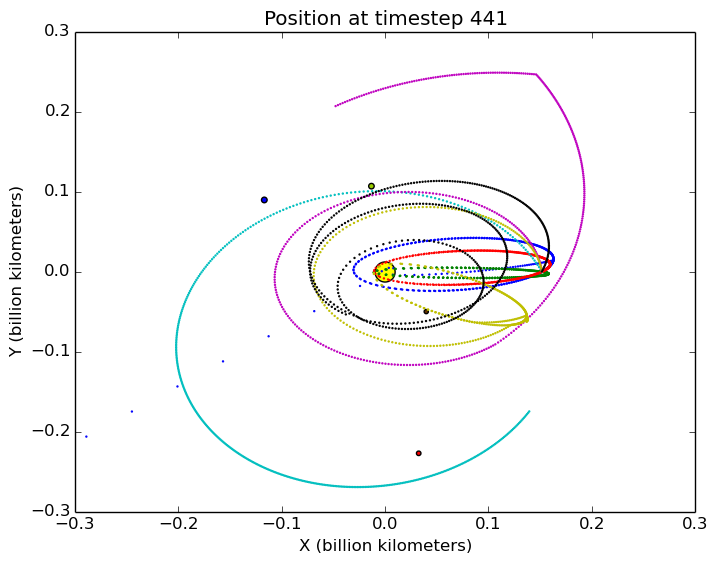 Position at timestep 441
0.3
0.2
0.1
0.0
−0.1
−0.2
−0.3
Y (billion kilometers)
−0.3 −0.2 −0.1 0.0 0.1 0.2 0.3
X (billion kilometers)